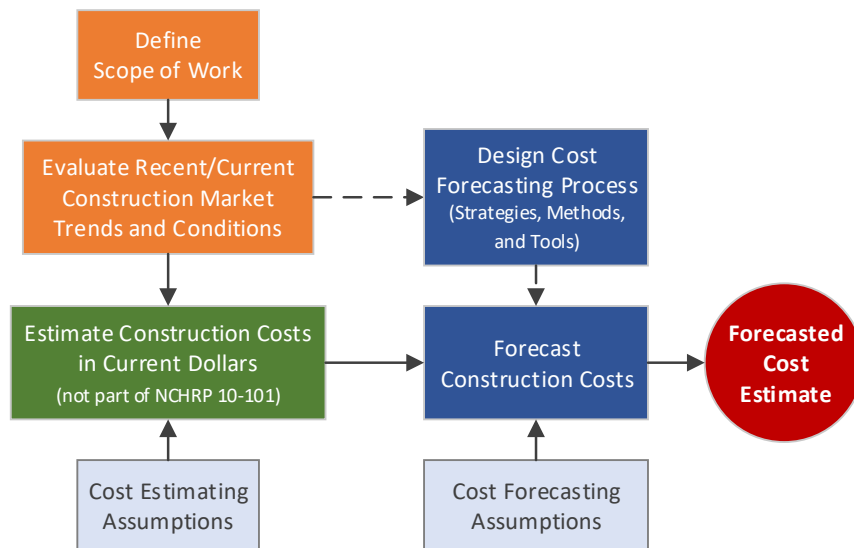 Define
Scope of Work
Evaluate Recent/Current
Construction Market
Trends and Conditions
Design Cost
Forecasting Process
(Strategies, Methods,
and Tools)
Estimate Construction Costs
in Current Dollars
(not part of NCHRP 10-101)
Forecast
Construction Costs
Forecasted
Cost
Estimate
Cost Estimating
Assumptions
Cost Forecasting
Assumptions